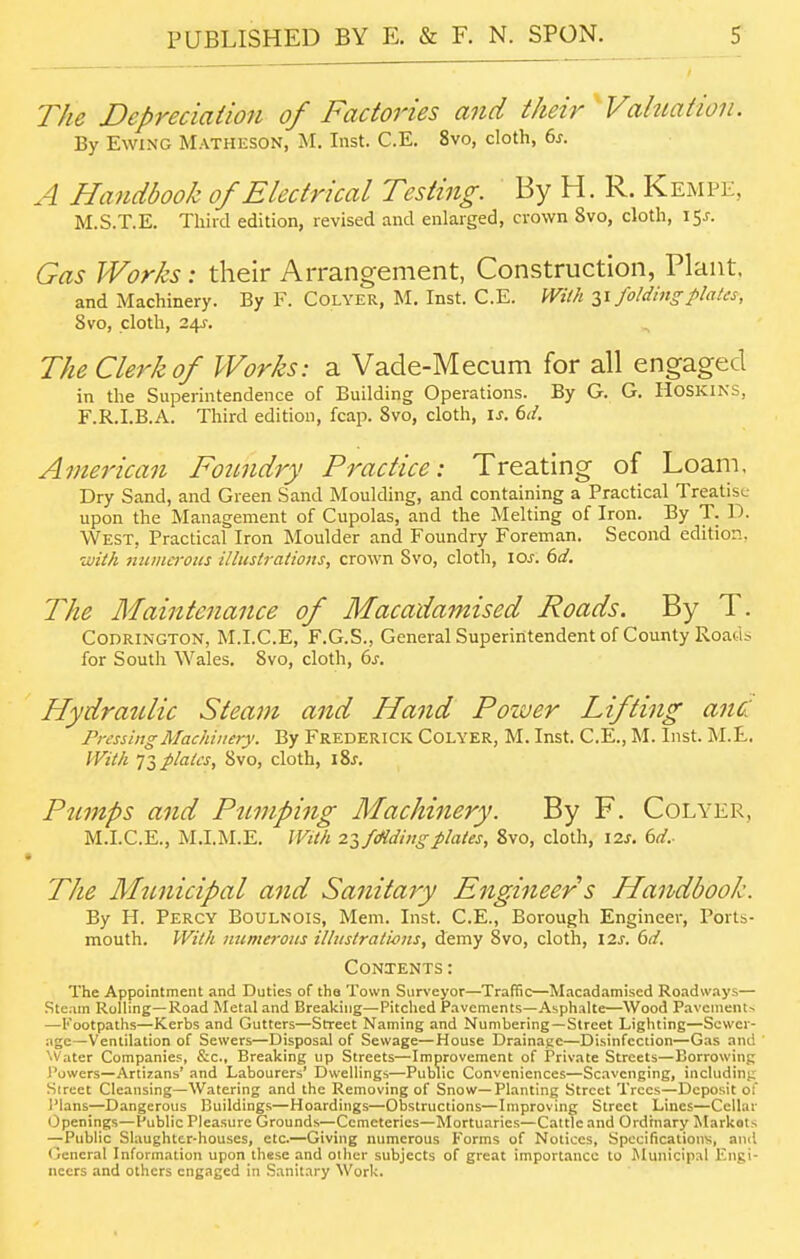 PUBLISHED BY E. & F. N. SPON. 5
The Depreciation of Factories and their Valuation.
By Ewing Matheson, M. Inst. C.E. 8vo, cloth, 6s.
A Handbook of Electrical Testing. By H. R. Kempe,
M.S.T.E. Third edition, revised and enlarged, crown 8vo, cloth, 15s.
Gas Works: their Arrangement, Construction, Plant,
and Machinery. By F. Colyer, M. Inst. C.E. With 31 folding plates,
8vo, cloth, 24s.
The Clerk of Works: a Vade-Mecum for all engaged
in the Superintendence of Building Operations. By G. G. Hoskins,
F.R.I.B.A. Third edition, fcap. 8vo, cloth, 1s. 6d.
American Foundry Practice: Treating of Loam,
Dry Sand, and Green Sand Moulding, and containing a Practical Treatise
upon the Management of Cupolas, and the Melting of Iron. By T. D.
West, Practical Iron Moulder and Foundry Foreman. Second edition,
with numerous illustrations, crown 8vo, cloth, 10s. 6d.
The Maintenance of Macadamised Roads. By T.
Codrington, M.I.C.E, F.G.S., General Superintendent of County Roads
for South Wales. 8vo, cloth, 6s.
Hydraulic Steam and Hand Power Lifting and
Pressing Machinery. By Frederick Colyer, M. Inst. C.E., M. Inst. M.E.
With 73 plates, 8vo, cloth, 18s.
Pumps and Pumping Machinery. By F. Colyer,
M.I.C.E., M.I.M.E. With 23 folding plates, 8vo, cloth, 12s. 6d.
The Municipal and Sanitary Engineer's Handbook.
By H. Percy Boulnois, Mem. Inst. C.E., Borough Engineer, Ports-
mouth. With numerous illustrations, demy 8vo, cloth, 12s. 6d.
Contents:
The Appointment and Duties of the Town Surveyor—Traffic—Macadamised Roadways—
Steam Rolling—Road Metal and Breaking—Pitched Pavements—Asphalte—Wood Pavements
—Footpaths—Kerbs and Gutters—Street Naming and Numbering—Street Lighting—Sewer-
age—Ventilation of Sewers—Disposal of Sewage—House Drainage—Disinfection—Gas and
Water Companies, &c., Breaking up Streets—Improvement of Private Streets—Borrowing
Powers—Artizans' and Labourers' Dwellings—Public Conveniences—Scavenging, including
Street Cleansing—Watering and the Removing of Snow—Planting Street Trees—Deposit of
Plans—Dangerous Buildings—Hoardings—Obstructions—Improving Street Lines—Cellar
Openings—Public Pleasure Grounds—Cemeteries—Mortuaries—Cattle and Ordinary Markets
—Public Slaughter-houses, etc.—Giving numerous Forms of Notices, Specifications, and
General Information upon these and other subjects of great importance to Municipal Engi-
neers and others engaged in Sanitary Work.